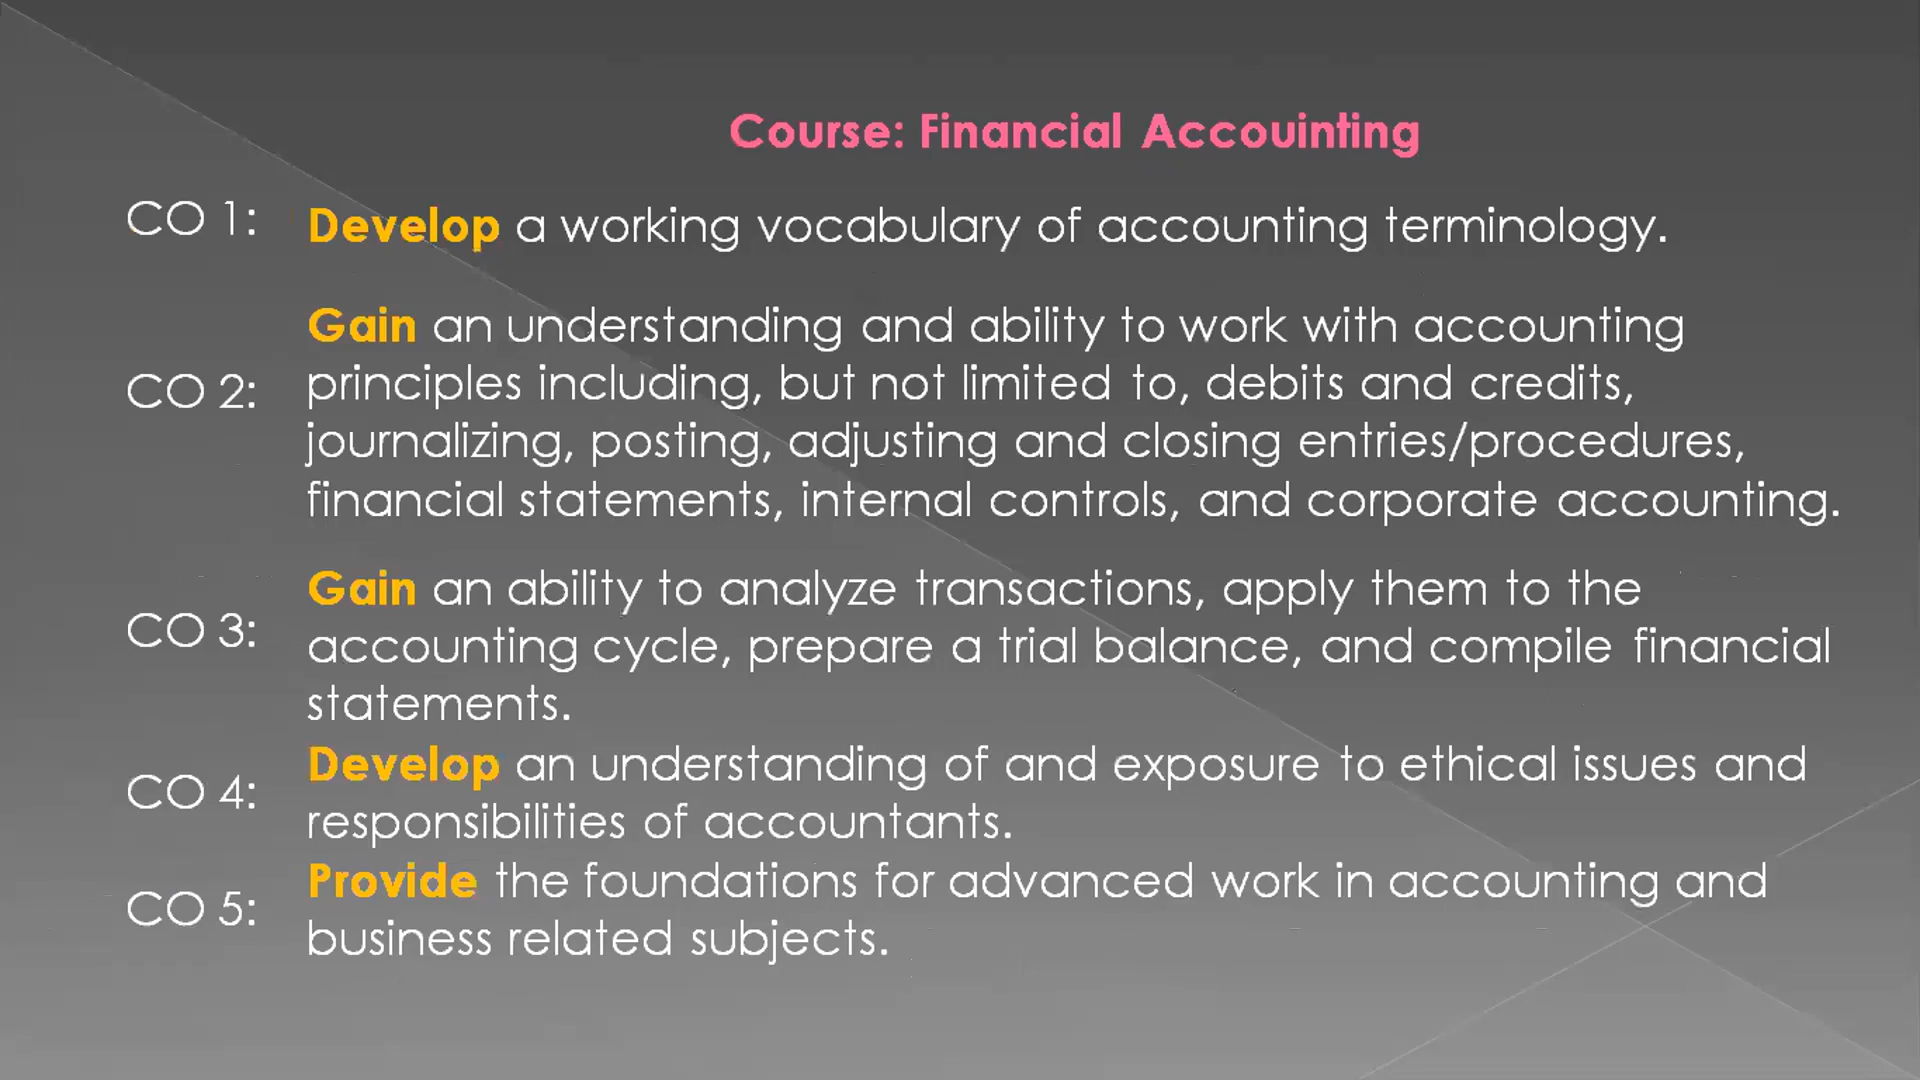 Course: Financial Accouinting
CO 1: Develop a working vocabulary of accounting terminology.
CO 2: Gain an understanding and ability to work with accounting
principles including, but not limited to, debits and credits,
journalizing, posting, adjusting and closing entries/procedures,
financial statements, internal controls, and corporate accounting.
CO 3: Gain an ability to analyze transactions, apply them to the
accounting cycle, prepare a trial balance, and compile financial
statements.
CO 4: Develop an understanding of and exposure to ethical issues and
responsibilities of accountants.
CO 5: Provide the foundations for advanced work in accounting and
business related subjects.